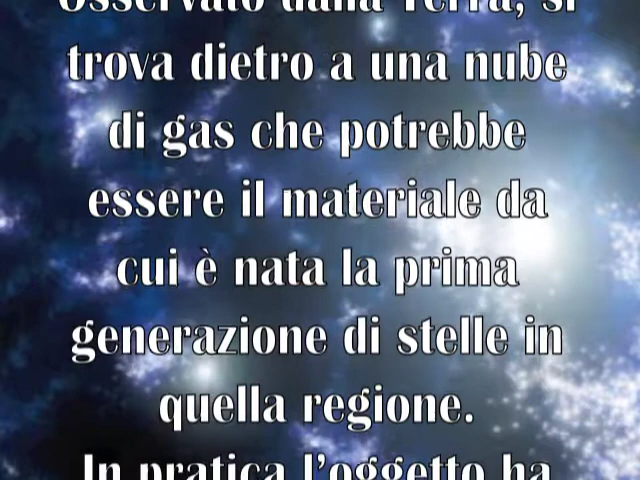 Osservato dalla Terra, si
trova dietro a una nube
di gas che potrebbe
essere il materiale da
cui è nata la prima
generazione di stelle in
quella regione.
In pratica l'oggetto ha